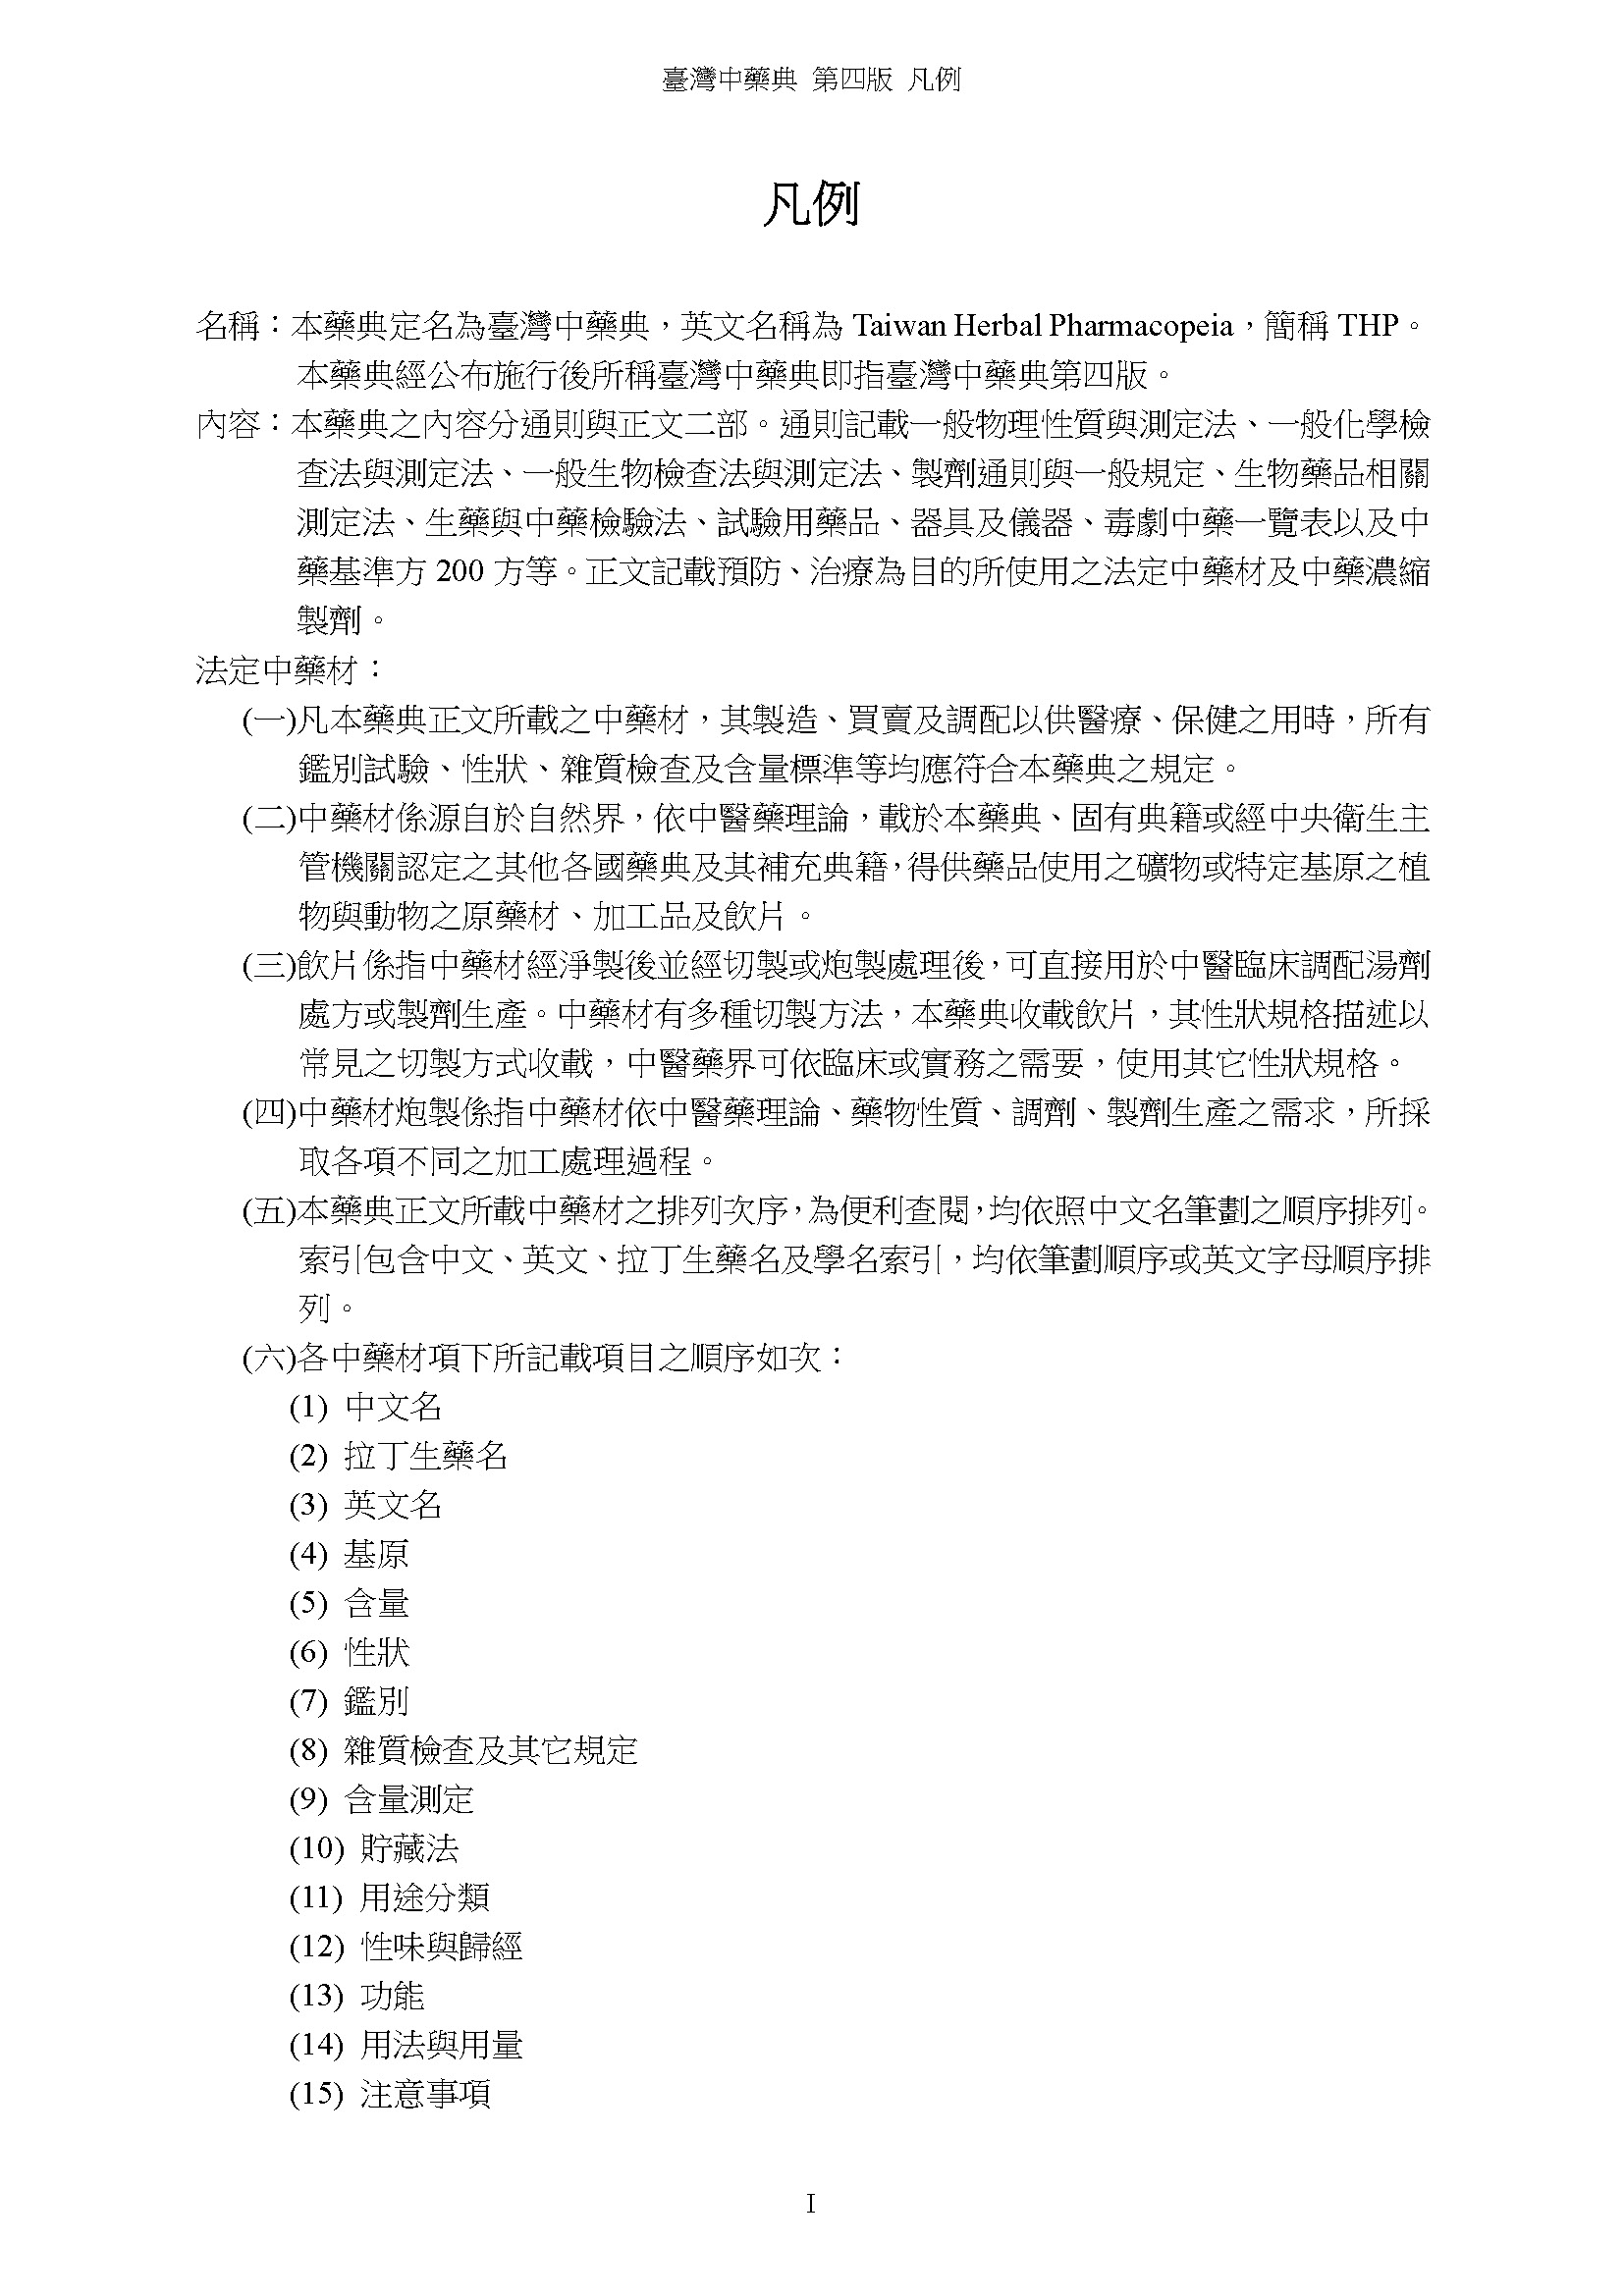 臺灣中藥典 第四版 凡例
凡例
名稱：本藥典定名為臺灣中藥典，英文名稱為 Taiwan Herbal Pharmacopeia，簡稱 THP。
本藥典經公布施行後所稱臺灣中藥典即指臺灣中藥典第四版。
內容：本藥典之內容分通則與正文二部。通則記載一般物理性質與測定法、一般化學檢
查法與測定法、一般生物檢查法與測定法、製劑通則與一般規定、生物藥品相關
測定法、生藥與中藥檢驗法、試驗用藥品、器具及儀器、毒劇中藥一覽表以及中
藥基準方 200 方等。正文記載預防、治療為目的所使用之法定中藥材及中藥濃縮
製劑。
法定中藥材：
(一)凡本藥典正文所載之中藥材，其製造、買賣及調配以供醫療、保健之用時，所有
鑑別試驗、性狀、雜質檢查及含量標準等均應符合本藥典之規定。
(二)中藥材係源自於自然界，依中醫藥理論，載於本藥典、固有典籍或經中央衛生主
管機關認定之其他各國藥典及其補充典籍，得供藥品使用之礦物或特定基原之植
物與動物之原藥材、加工品及飲片。
(三)飲片係指中藥材經淨製後並經切製或炮製處理後，可直接用於中醫臨床調配湯劑
處方或製劑生產。中藥材有多種切製方法，本藥典收載飲片，其性狀規格描述以
常見之切製方式收載，中醫藥界可依臨床或實務之需要，使用其它性狀規格。
(四)中藥材炮製係指中藥材依中醫藥理論、藥物性質、調劑、製劑生產之需求，所採
取各項不同之加工處理過程。
(五)本藥典正文所載中藥材之排列次序，為便利查閱，均依照中文名筆劃之順序排列。
索引包含中文、英文、拉丁生藥名及學名索引，均依筆劃順序或英文字母順序排
列。
(六)各中藥材項下所記載項目之順序如次：
(1) 中文名
(2) 拉丁生藥名
(3) 英文名
(4) 基原
(5) 含量
(6) 性狀
(7) 鑑別
(8) 雜質檢查及其它規定
(9) 含量測定
(10) 貯藏法
(11) 用途分類
(12) 性味與歸經
(13) 功能
(14) 用法與用量
(15) 注意事項
I